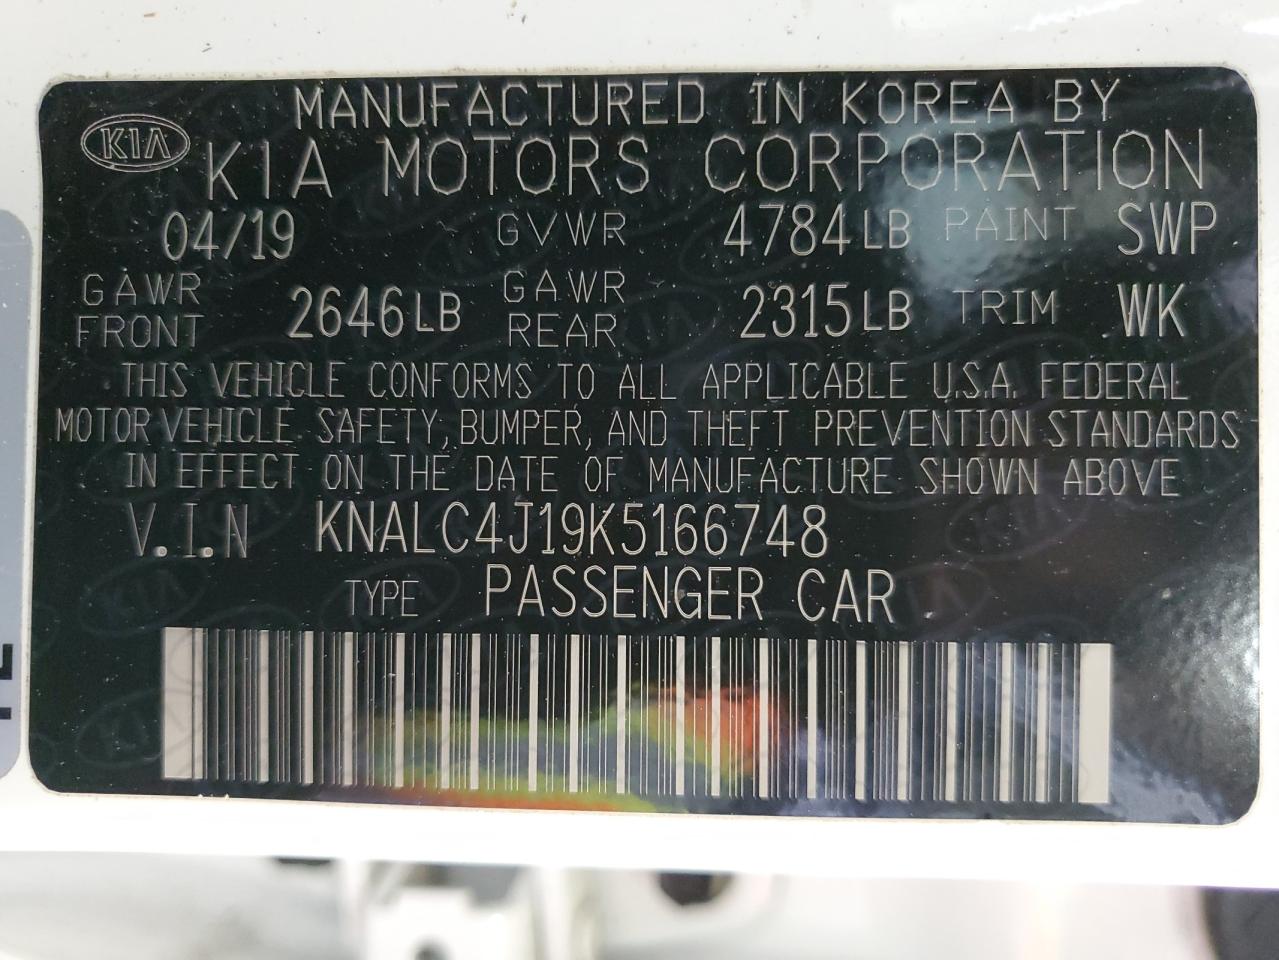 MANUFACTURED IN KOREA BY
KIA
KIA MOTORS CORPORATION
04/19 GVWR 4784LB PAINT SWP
GAWR FRONT 2646LB GAWR REAR 2315LB TRIM WK
THIS VEHICLE CONFORMS TO ALL APPLICABLE U.S.A. FEDERAL
MOTOR VEHICLE SAFETY, BUMPER, AND THEFT PREVENTION STANDARDS
IN EFFECT ON THE DATE OF MANUFACTURE SHOWN ABOVE
V.I.N KNALC4J19K5166748
TYPE PASSENGER CAR